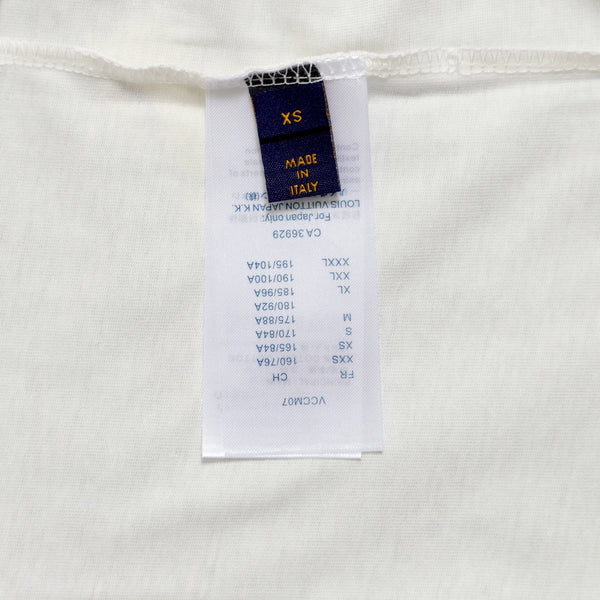 XS
MADE
IN
ITALY
VCCM07
FR CH
XXS 160/76A
XS 165/84A
S 170/84A
M 175/88A
180/92A
XL 185/96A
XXL 190/100A
XXXL 195/104A
CA 36929
For Japan only:
LOUIS VUITTON JAPAN K.K.